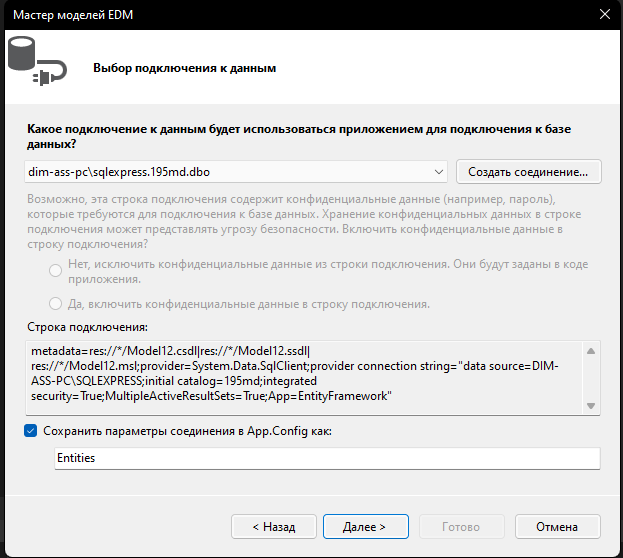 Мастер моделей EDM
Выбор подключения к данным
Какое подключение к данным будет использоваться приложением для подключения к базе
данных?
dim-ass-pc\sqlexpress.195md.dbo
Создать соединение...
Возможно, эта строка подключения содержит конфиденциальные данные (например, пароль),
которые требуются для подключения к базе данных. Хранение конфиденциальных данных в строке
подключения может представлять угрозу безопасности. Включить конфиденциальные данные в
строку подключения?
Нет, исключить конфиденциальные данные из строки подключения. Они будут заданы в коде
приложения.
Да, включить конфиденциальные данные в строку подключения.
Строка подключения:
metadata=res://*/Model12.csdl|res://*/Model12.ssdl|
res://*/Model12.msl;provider=System.Data.SqlClient;provider connection string="data source=DIM-
ASS-PC\SQLEXPRESS;initial catalog=195md;integrated
security=True;MultipleActiveResultSets=True;App=EntityFramework"
Сохранить параметры соединения в App.Config как:
Entities
< Назад
Далее >
Готово
Отмена